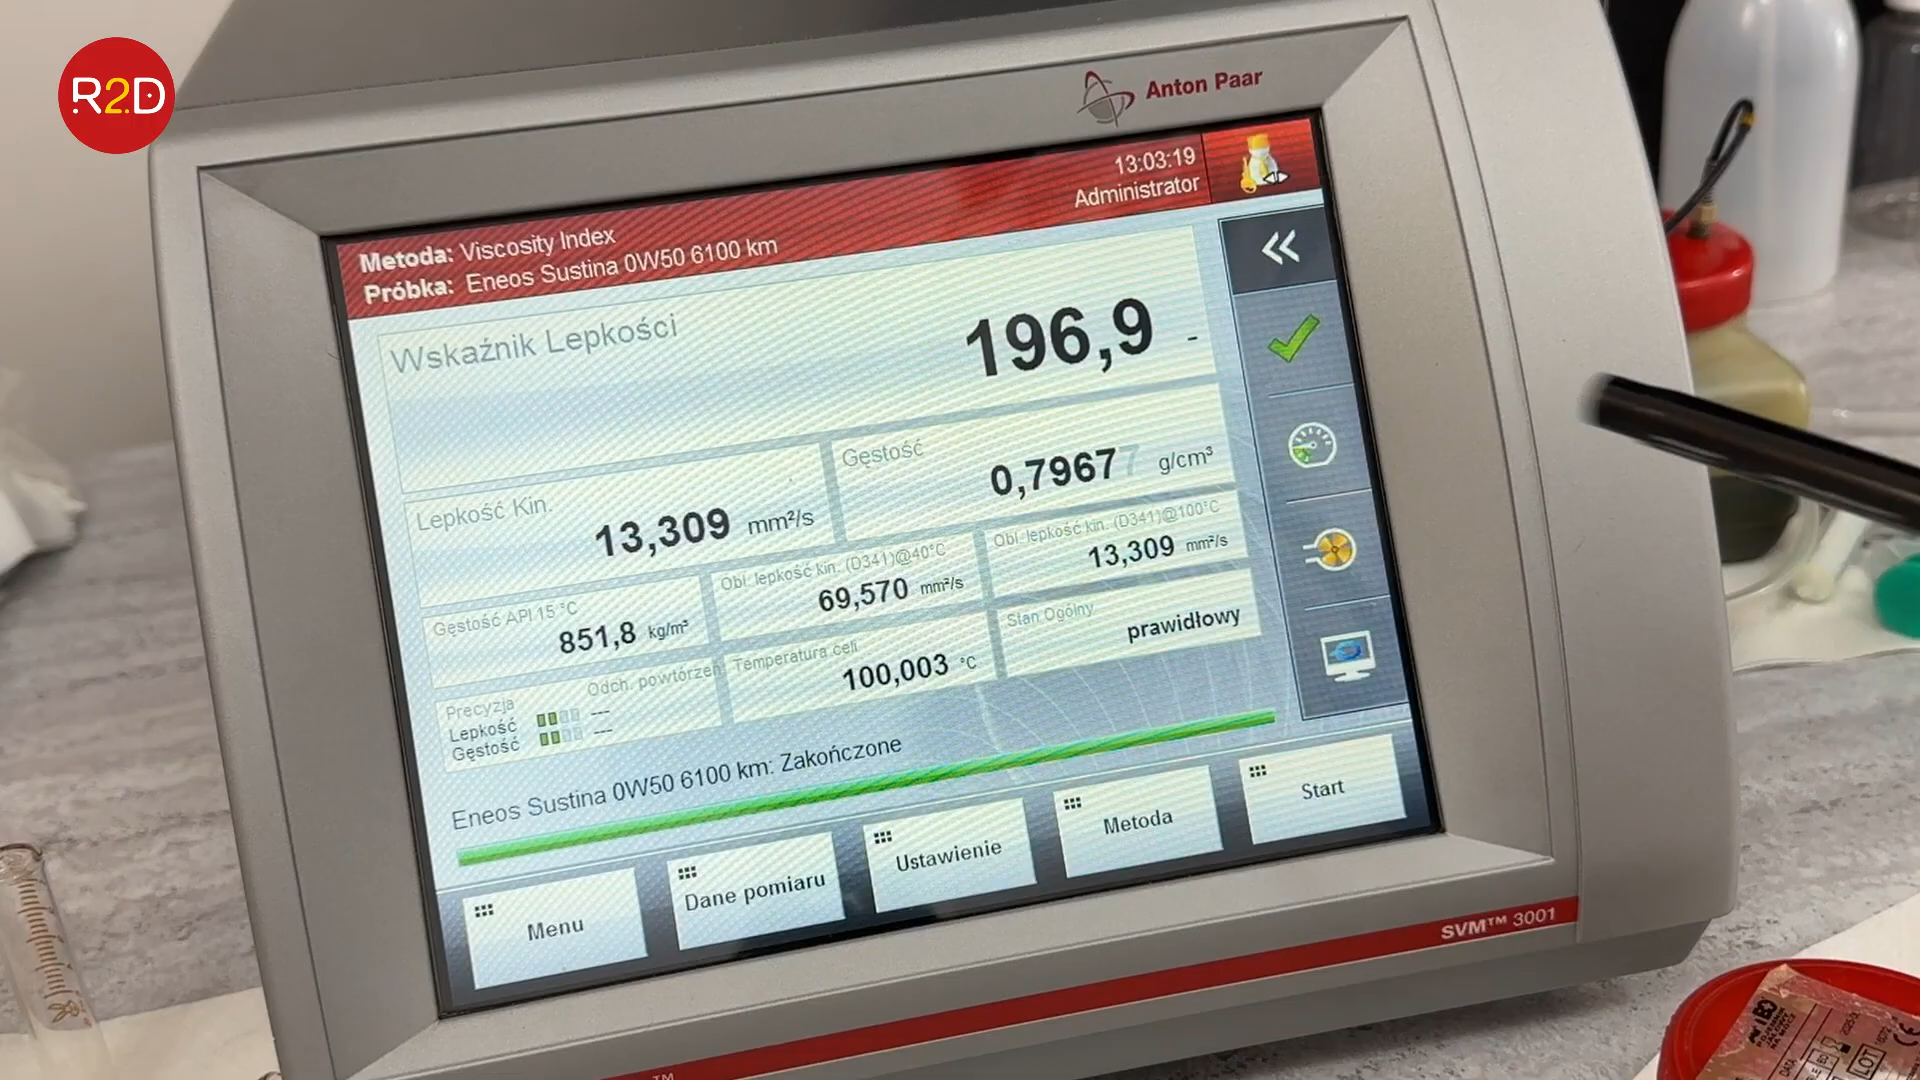 R2D
Anton Paar
13:03:19
Administrator
Metoda: Viscosity Index
Próbka: Eneos Sustina 0W50 6100 km
Wskaźnik Lepkości
196,9 -
Lepkość Kin.
13,309 mm²/s
Gęstość
0,79677 g/cm³
Gęstość API 15 °C
851,8 kg/m³
Obl. lepkość kin. (D341)@40°C
69,570 mm²/s
Obl. lepkość kin. (D341)@100°C
13,309 mm²/s
Precyzja
Odch. powtórzeń
Lepkość ---
Gęstość ---
Temperatura celi
100,003 °C
Stan Ogólny
prawidłowy
Eneos Sustina 0W50 6100 km: Zakończone
Menu
Dane pomiaru
Ustawienie
Metoda
Start
SVM™ 3001
TM
LOT